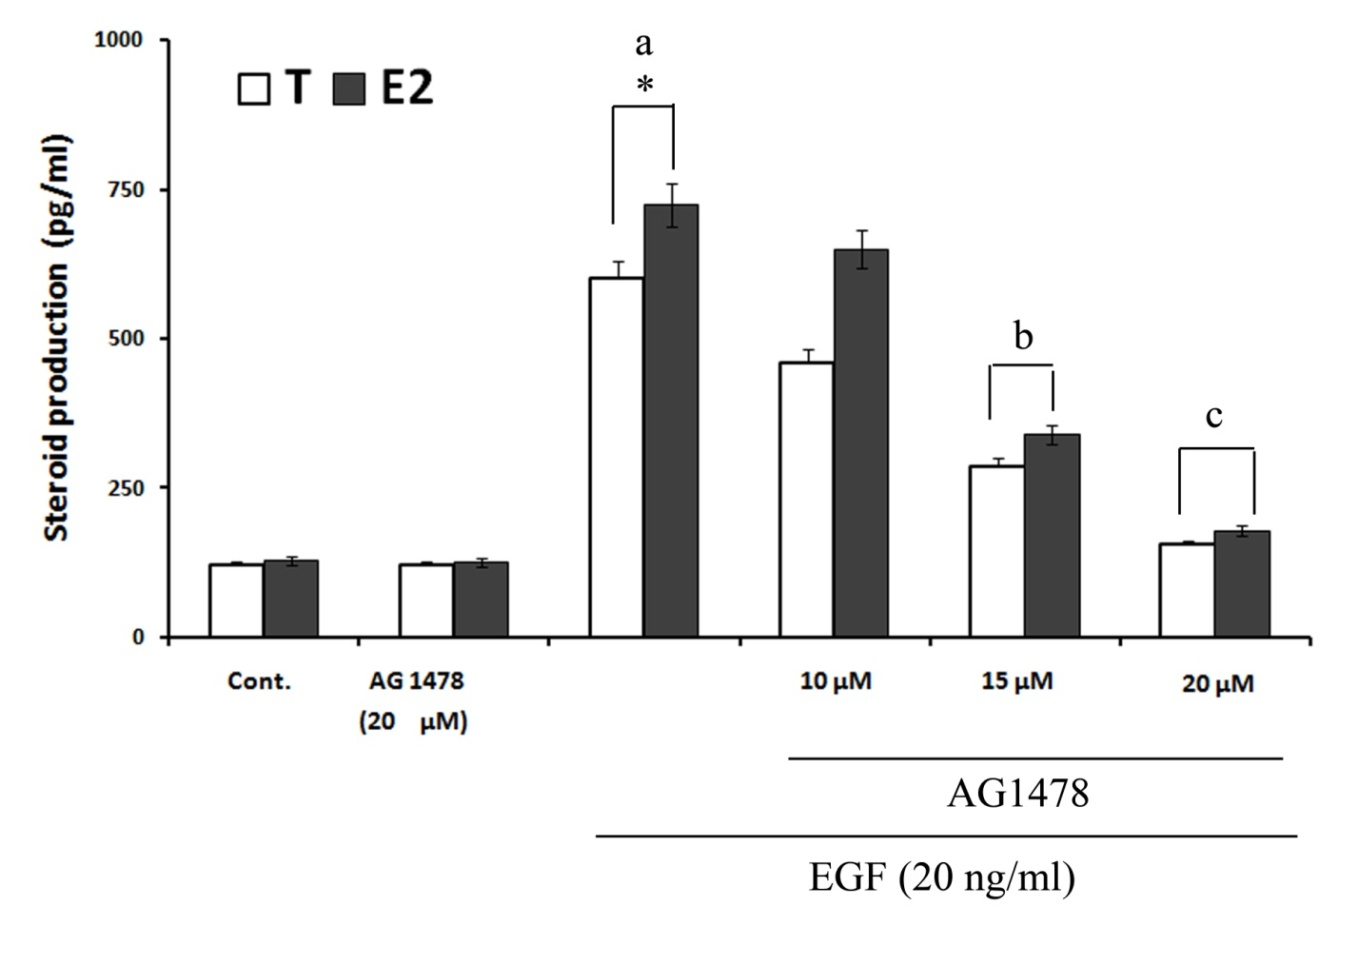 Steroid production (pg/ml)
1000
750
500
250
0
T E2
a
*
b
c
Cont.
AG 1478
(20 μM)
10 μM
15 μM
20 μM
AG1478
EGF (20 ng/ml)